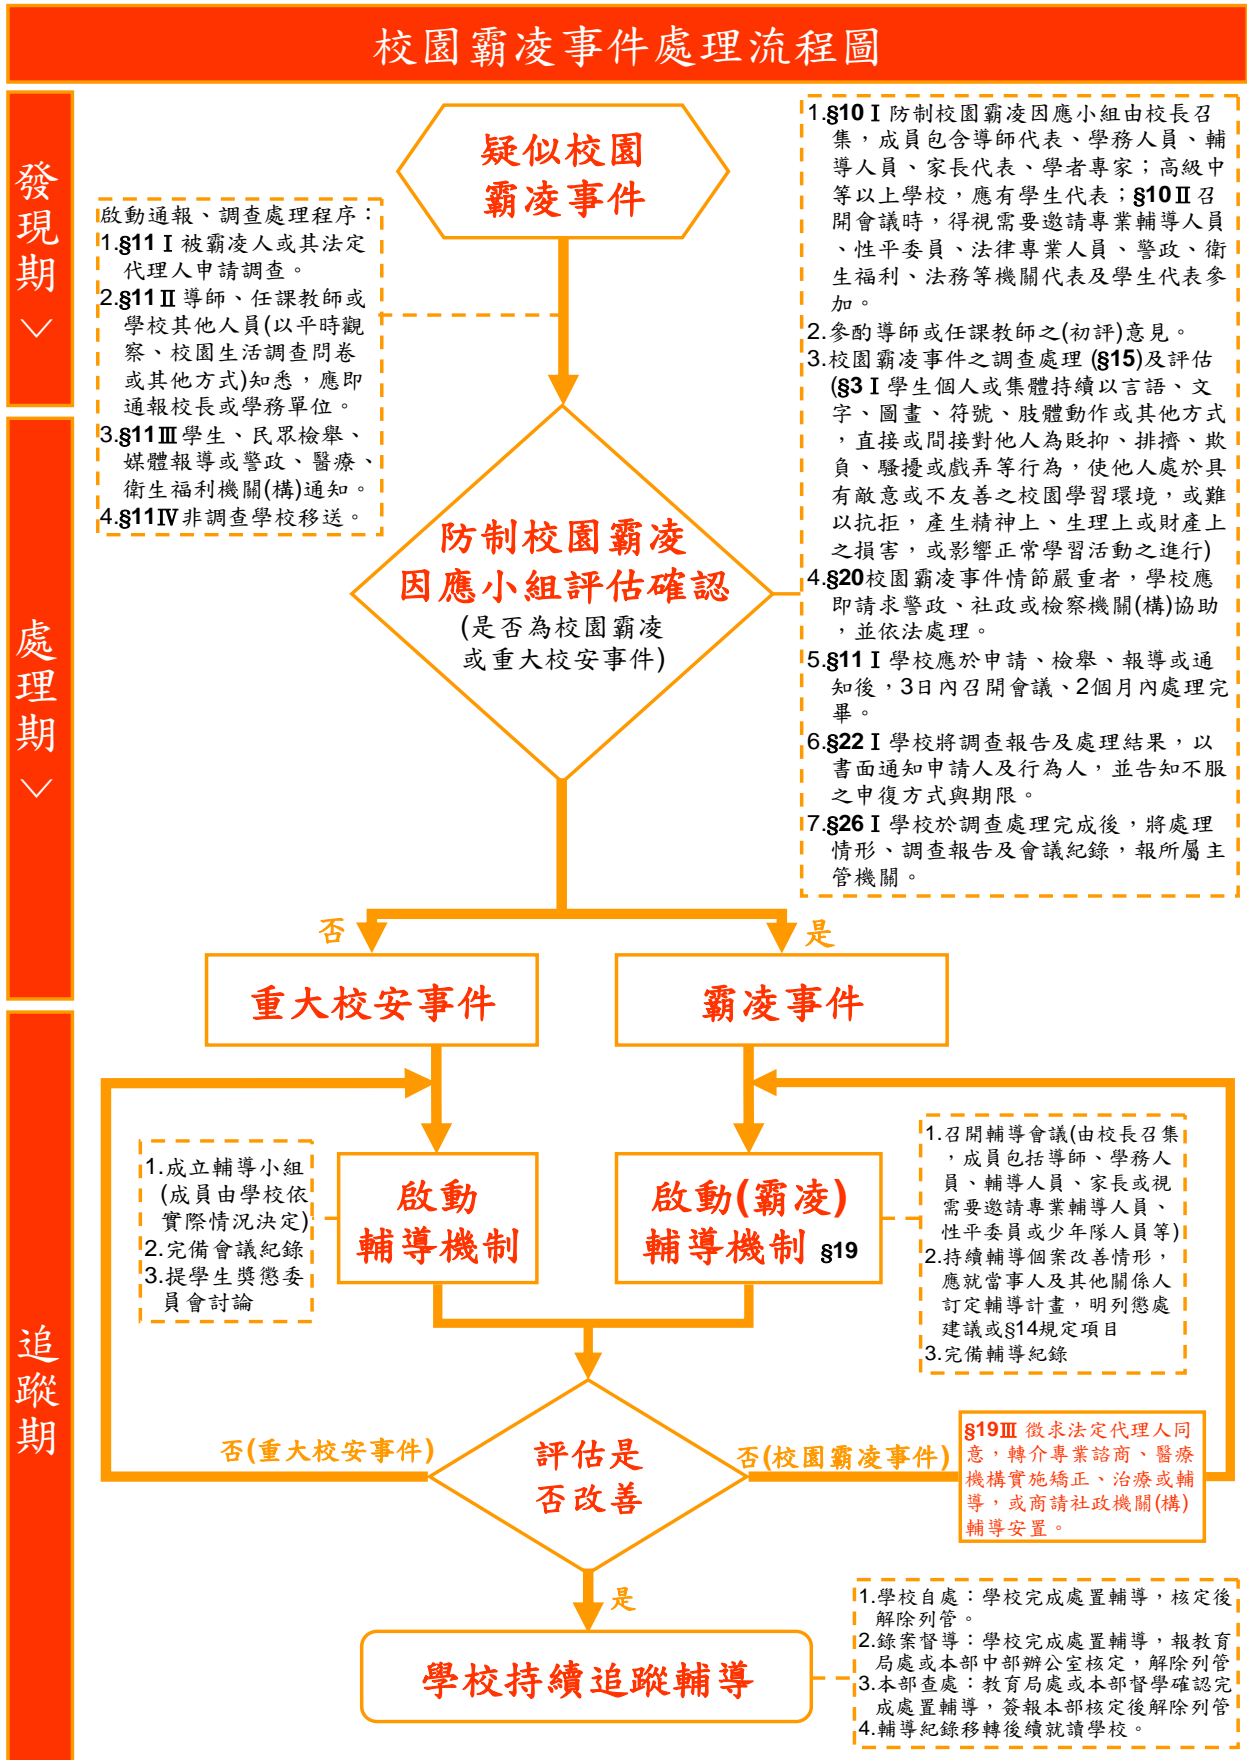 校園霸凌事件處理流程圖
發現期﹀
疑似校園
霸凌事件
啟動通報、調查處理程序：
1.§11Ⅰ被霸凌人或其法定
代理人申請調查。
2.§11Ⅱ導師、任課教師或
學校其他人員(以平時觀
察、校園生活調查問卷
或其他方式)知悉，應即
通報校長或學務單位。
3.§11Ⅲ學生、民眾檢舉、
媒體報導或警政、醫療、
衛生福利機關(構)通知。
4.§11Ⅳ非調查學校移送。
1.§10Ⅰ防制校園霸凌因應小組由校長召
集，成員包含導師代表、學務人員、輔
導人員、家長代表、學者專家；高級中
等以上學校，應有學生代表；§10Ⅱ召
開會議時，得視需要邀請專業輔導人員
、性平委員、法律專業人員、警政、衛
生福利、法務等機關代表及學生代表參
加。
2.參酌導師或任課教師之(初評)意見。
3.校園霸凌事件之調查處理 (§15)及評估
(§3Ⅰ學生個人或集體持續以言語、文
字、圖畫、符號、肢體動作或其他方式
，直接或間接對他人為貶抑、排擠、欺
負、騷擾或戲弄等行為，使他人處於具
有敵意或不友善之校園學習環境，或難
以抗拒，產生精神上、生理上或財產上
之損害，或影響正常學習活動之進行)
4.§20校園霸凌事件情節嚴重者，學校應
即請求警政、社政或檢察機關(構)協助
，並依法處理。
5.§11Ⅰ學校應於申請、檢舉、報導或通
知後，3日內召開會議、2個月內處理完
畢。
6.§22Ⅰ學校將調查報告及處理結果，以
書面通知申請人及行為人，並告知不服
之申復方式與期限。
7.§26Ⅰ學校於調查處理完成後，將處理
情形、調查報告及會議紀錄，報所屬主
管機關。
處理期﹀
防制校園霸凌
因應小組評估確認
(是否為校園霸凌
或重大校安事件)
否
是
重大校安事件
霸凌事件
追蹤期
1.成立輔導小組
(成員由學校依
實際情況決定)
2.完備會議紀錄
3.提學生獎懲委
員會討論
啟動
輔導機制
啟動(霸凌)
輔導機制 §19
1.召開輔導會議(由校長召集
，成員包括導師、學務人
員、輔導人員、家長或視
需要邀請專業輔導人員、
性平委員或少年隊人員等)
2.持續輔導個案改善情形，
應就當事人及其他關係人
訂定輔導計畫，明列懲處
建議或§14規定項目
3.完備輔導紀錄
否(重大校安事件)
評估是
否改善
否(校園霸凌事件)
§19Ⅲ 徵求法定代理人同
意，轉介專業諮商、醫療
機構實施矯正、治療或輔
導，或商請社政機關(構)
輔導安置。
是
學校持續追蹤輔導
1.學校自處：學校完成處置輔導，核定後
解除列管。
2.錄案督導：學校完成處置輔導，報教育
局處或本部中部辦公室核定，解除列管
3.本部查處：教育局處或本部督學確認完
成處置輔導，簽報本部核定後解除列管
4.輔導紀錄移轉後續就讀學校。